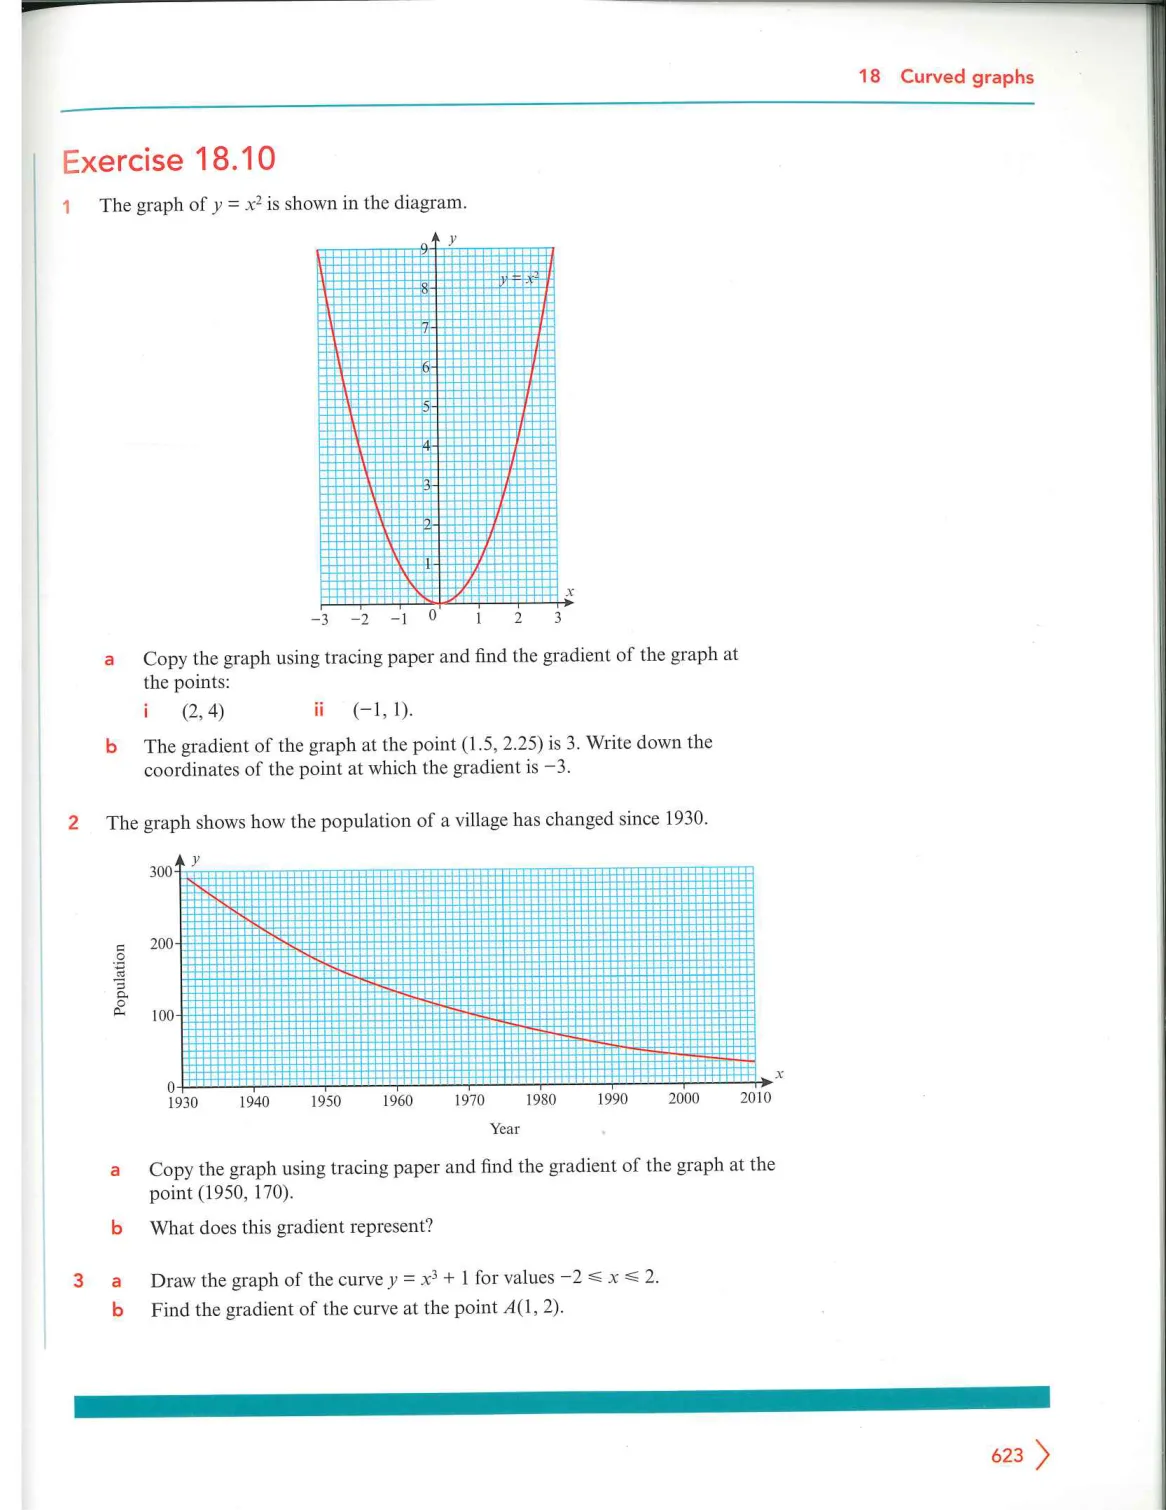 18 Curved graphs
Exercise 18.10
1 The graph of y = x² is shown in the diagram.
y
9
y = x²
8
7
6
5
4
3
2
1
x
−3 −2 −1 0 1 2 3
a Copy the graph using tracing paper and find the gradient of the graph at
the points:
i (2, 4) ii (−1, 1).
b The gradient of the graph at the point (1.5, 2.25) is 3. Write down the
coordinates of the point at which the gradient is −3.
2 The graph shows how the population of a village has changed since 1930.
y
300
200
Population
100
0
x
1930 1940 1950 1960 1970 1980 1990 2000 2010
Year
a Copy the graph using tracing paper and find the gradient of the graph at the
point (1950, 170).
b What does this gradient represent?
3 a Draw the graph of the curve y = x³ + 1 for values −2 ⩽ x ⩽ 2.
b Find the gradient of the curve at the point A(1, 2).
623